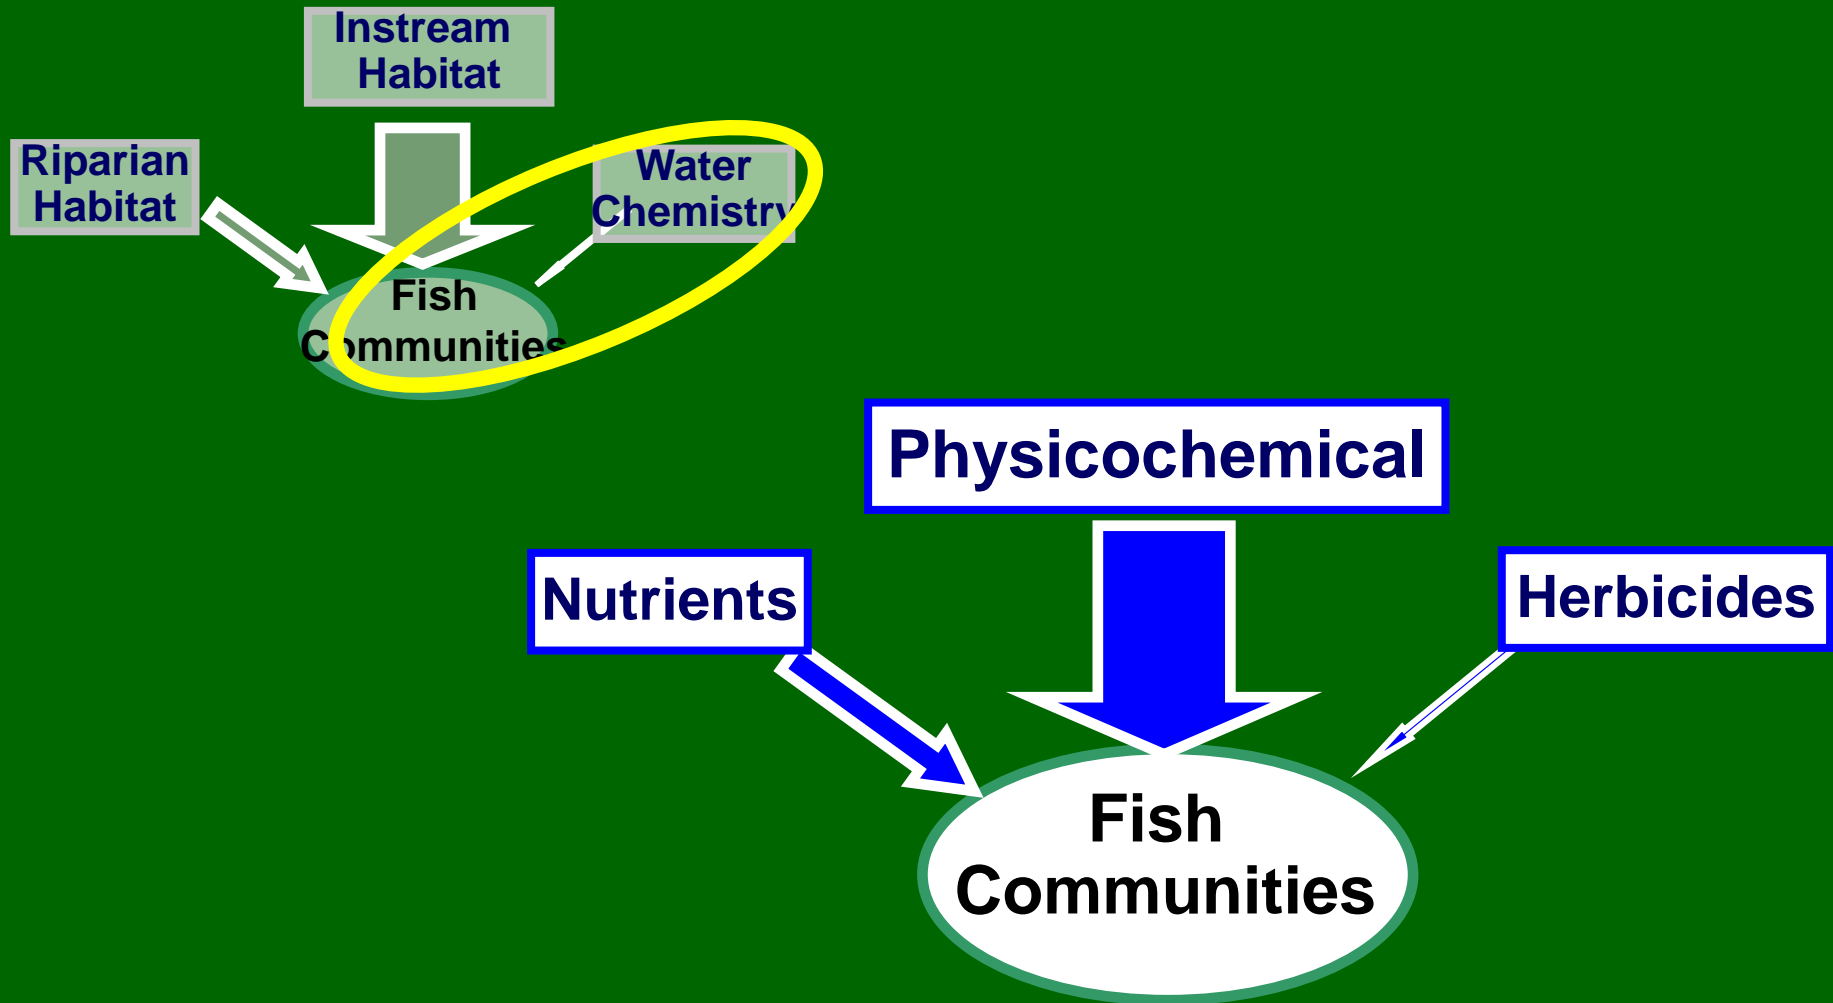 Instream
Habitat
Riparian
Habitat
Water
Chemistry
Fish
Communities
Physicochemical
Nutrients
Herbicides
Fish
Communities